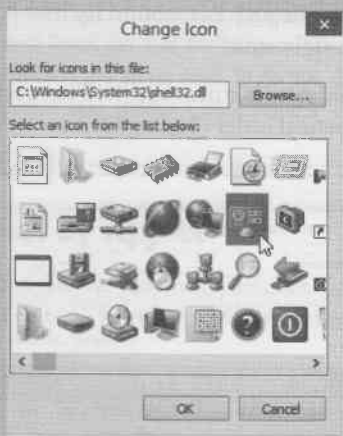 Change Icon
Look for icons in this file:
C:\Windows\System32\shell32.dll
Browse...
Select an icon from the list below:
OK
Cancel